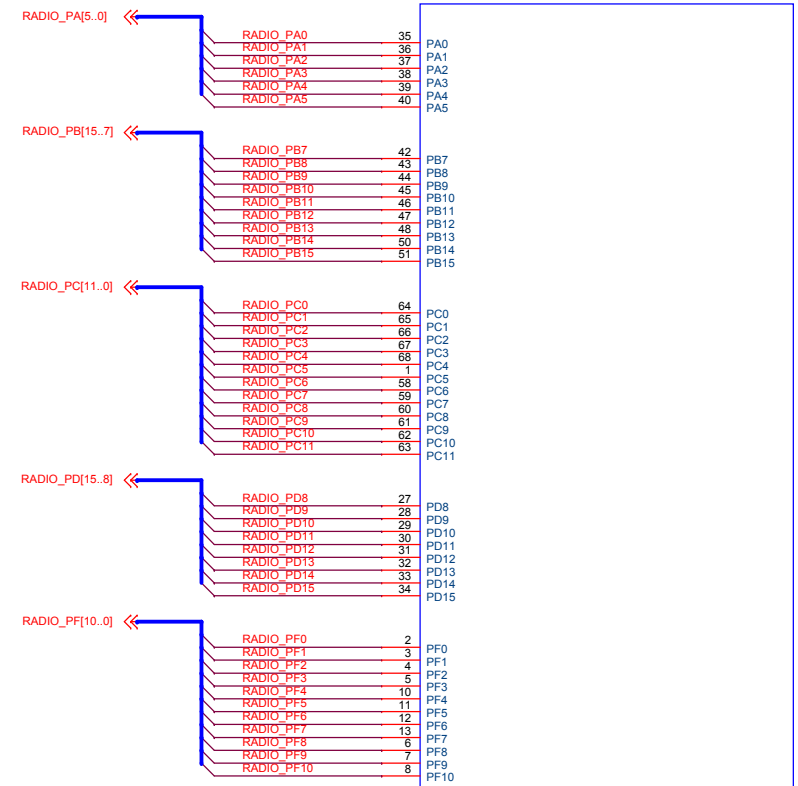 RADIO_PA[5..0]
RADIO_PA0 35 PA0
RADIO_PA1 36 PA1
RADIO_PA2 37 PA2
RADIO_PA3 38 PA3
RADIO_PA4 39 PA4
RADIO_PA5 40 PA5
RADIO_PB[15..7]
RADIO_PB7 42 PB7
RADIO_PB8 43 PB8
RADIO_PB9 44 PB9
RADIO_PB10 45 PB10
RADIO_PB11 46 PB11
RADIO_PB12 47 PB12
RADIO_PB13 48 PB13
RADIO_PB14 50 PB14
RADIO_PB15 51 PB15
RADIO_PC[11..0]
RADIO_PC0 64 PC0
RADIO_PC1 65 PC1
RADIO_PC2 66 PC2
RADIO_PC3 67 PC3
RADIO_PC4 68 PC4
RADIO_PC5 1 PC5
RADIO_PC6 58 PC6
RADIO_PC7 59 PC7
RADIO_PC8 60 PC8
RADIO_PC9 61 PC9
RADIO_PC10 62 PC10
RADIO_PC11 63 PC11
RADIO_PD[15..8]
RADIO_PD8 27 PD8
RADIO_PD9 28 PD9
RADIO_PD10 29 PD10
RADIO_PD11 30 PD11
RADIO_PD12 31 PD12
RADIO_PD13 32 PD13
RADIO_PD14 33 PD14
RADIO_PD15 34 PD15
RADIO_PF[10..0]
RADIO_PF0 2 PF0
RADIO_PF1 3 PF1
RADIO_PF2 4 PF2
RADIO_PF3 5 PF3
RADIO_PF4 10 PF4
RADIO_PF5 11 PF5
RADIO_PF6 12 PF6
RADIO_PF7 13 PF7
RADIO_PF8 6 PF8
RADIO_PF9 7 PF9
RADIO_PF10 8 PF10